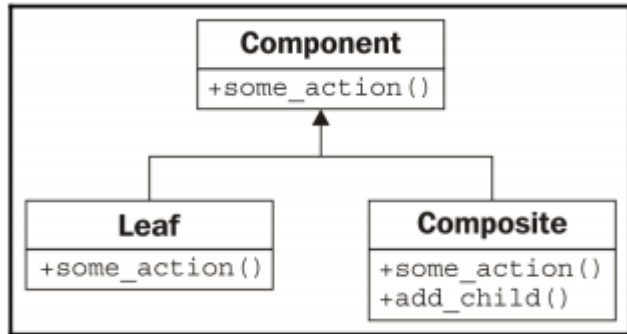 Component
+some_action()
Leaf
+some_action()
Composite
+some_action()
+add_child()